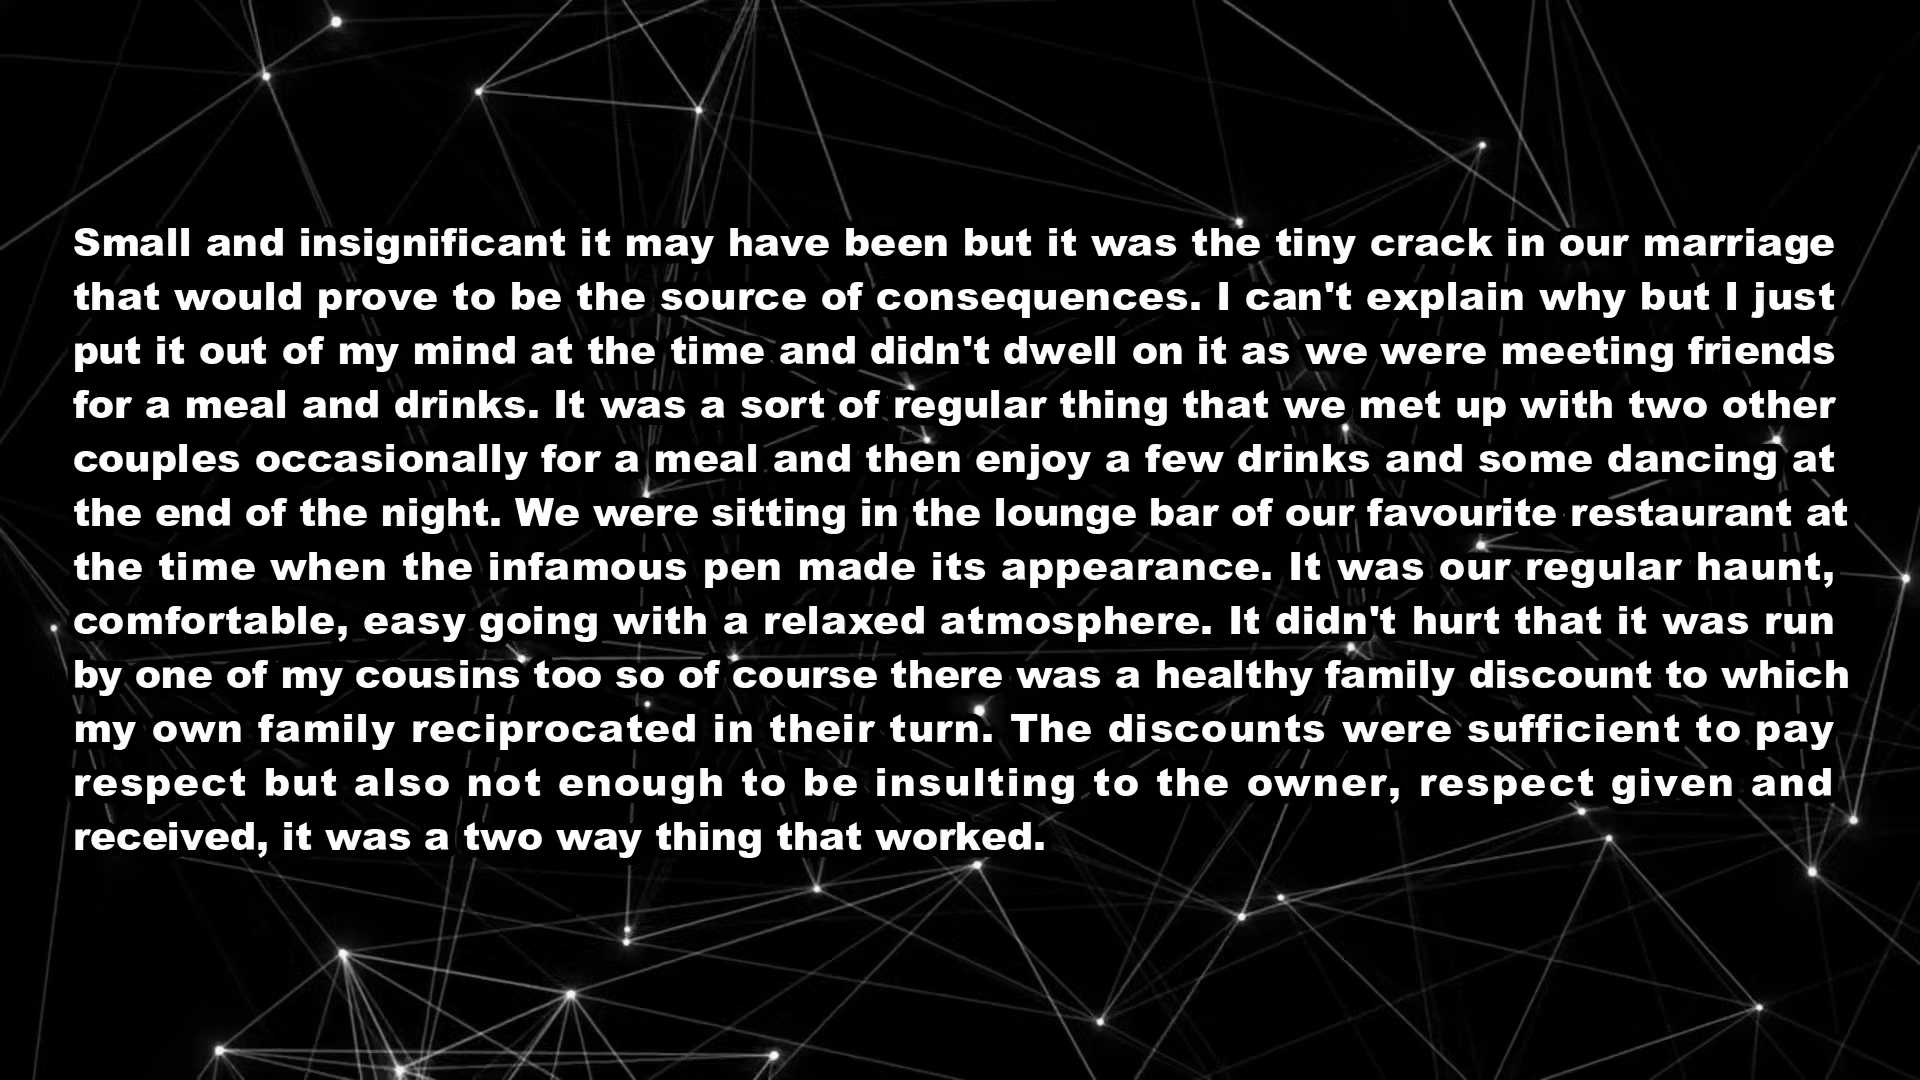 Small and insignificant it may have been but it was the tiny crack in our marriage
that would prove to be the source of consequences. I can't explain why but I just
put it out of my mind at the time and didn't dwell on it as we were meeting friends
for a meal and drinks. It was a sort of regular thing that we met up with two other
couples occasionally for a meal and then enjoy a few drinks and some dancing at
the end of the night. We were sitting in the lounge bar of our favourite restaurant at
the time when the infamous pen made its appearance. It was our regular haunt,
comfortable, easy going with a relaxed atmosphere. It didn't hurt that it was run
by one of my cousins too so of course there was a healthy family discount to which
my own family reciprocated in their turn. The discounts were sufficient to pay
respect but also not enough to be insulting to the owner, respect given and
received, it was a two way thing that worked.